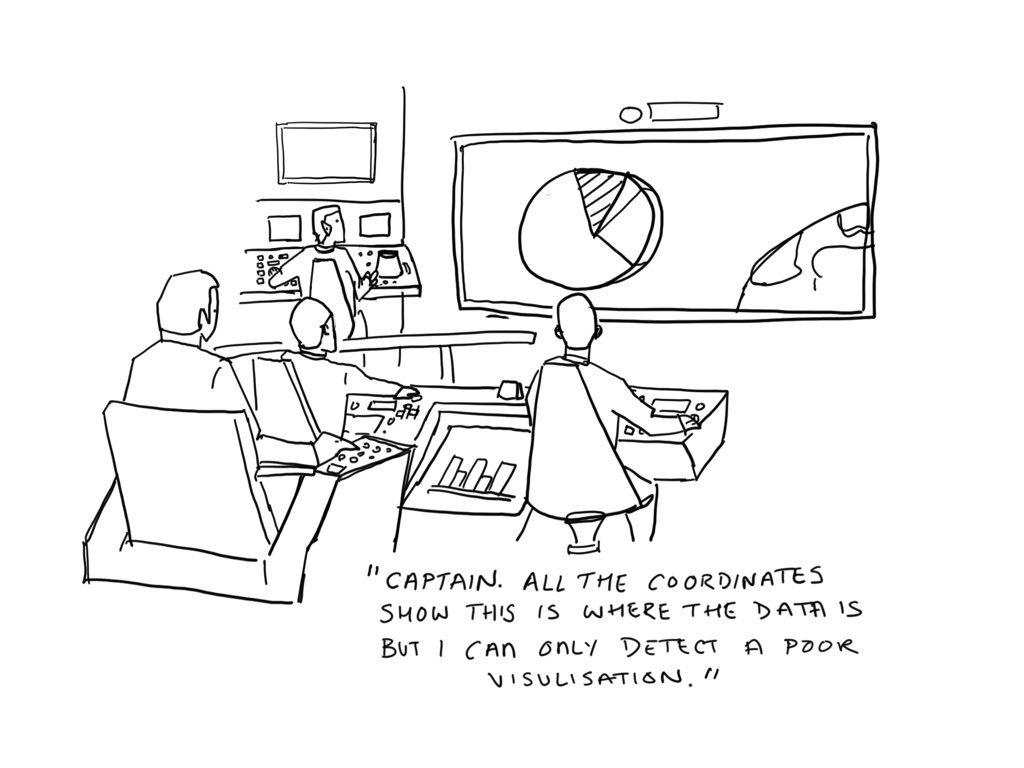 "CAPTAIN. ALL THE COORDINATES
SHOW THIS IS WHERE THE DATA IS
BUT I CAN ONLY DETECT A POOR
VISULISATION."